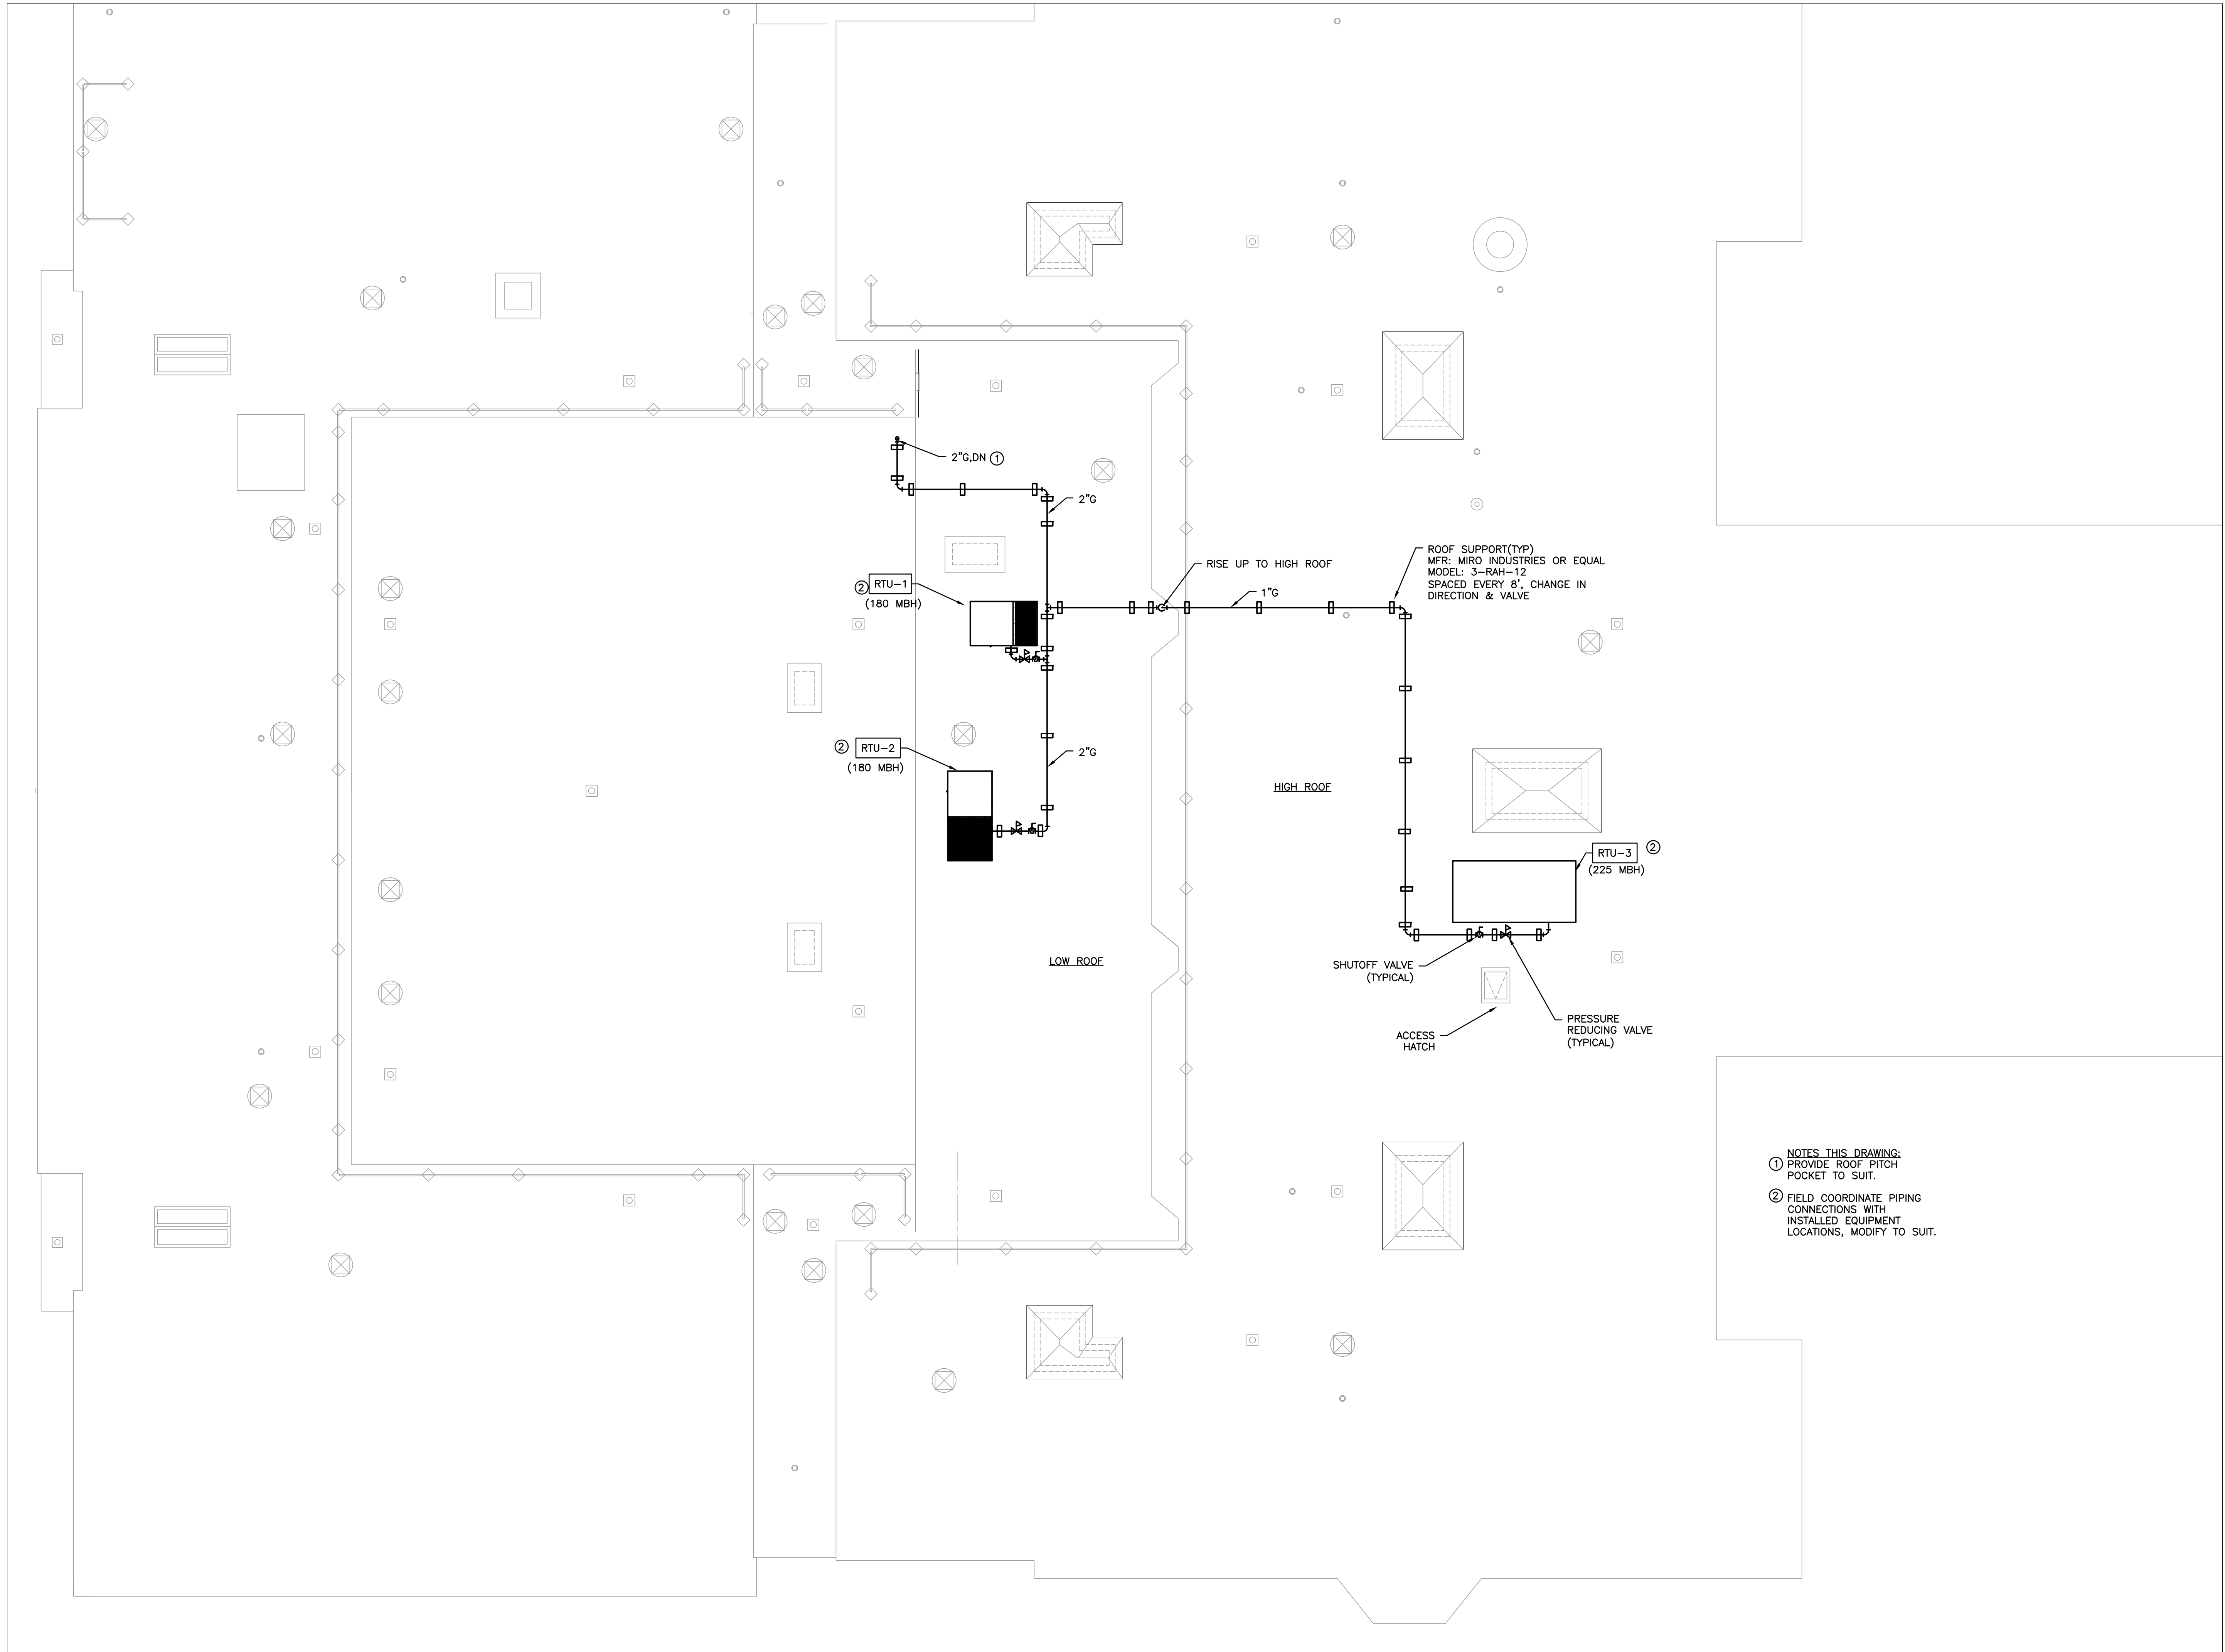 2"G,DN 1
2"G
ROOF SUPPORT(TYP)
MFR: MIRO INDUSTRIES OR EQUAL
MODEL: 3-RAH-12
SPACED EVERY 8', CHANGE IN
DIRECTION & VALVE
RISE UP TO HIGH ROOF
1"G
2 RTU-1
(180 MBH)
2 RTU-2
(180 MBH)
2"G
HIGH ROOF
RTU-3 2
(225 MBH)
LOW ROOF
SHUTOFF VALVE
(TYPICAL)
PRESSURE
REDUCING VALVE
(TYPICAL)
ACCESS
HATCH
NOTES THIS DRAWING:
1 PROVIDE ROOF PITCH
POCKET TO SUIT.
2 FIELD COORDINATE PIPING
CONNECTIONS WITH
INSTALLED EQUIPMENT
LOCATIONS, MODIFY TO SUIT.